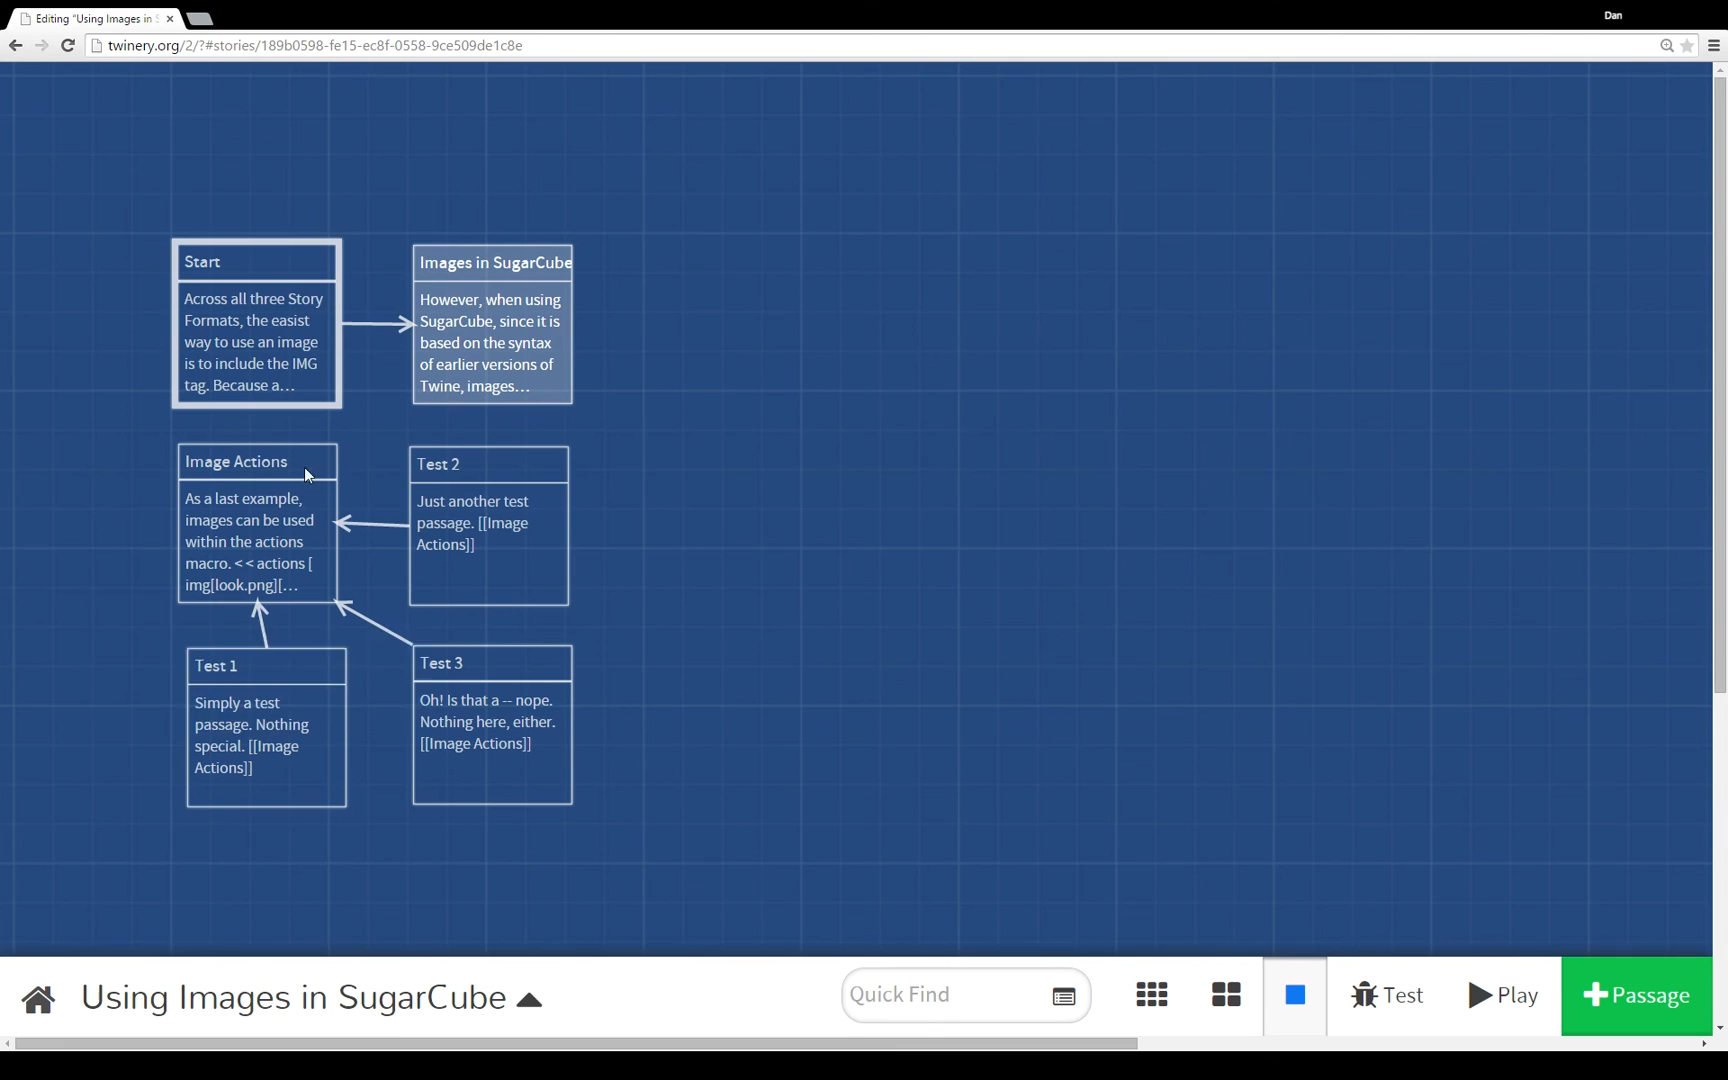 Editing "Using Images in S
Dan
twinery.org/2/?#stories/189b0598-fe15-ec8f-0558-9ce509de1c8e
Start
Across all three Story
Formats, the easist
way to use an image
is to include the IMG
tag. Because a...
Images in SugarCube
However, when using
SugarCube, since it is
based on the syntax
of earlier versions of
Twine, images...
Image Actions
As a last example,
images can be used
within the actions
macro. < < actions [
img[look.png][...
Test 2
Just another test
passage. [[Image
Actions]]
Test 1
Simply a test
passage. Nothing
special. [[Image
Actions]]
Test 3
Oh! Is that a -- nope.
Nothing here, either.
[[Image Actions]]
Using Images in SugarCube
Quick Find
Test
Play
Passage